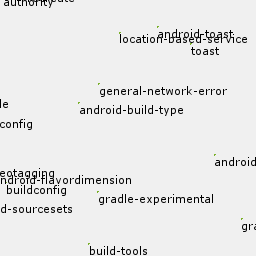 authority
android-toast
location-based-service
toast
general-network-error
android-build-type
config
android
eotagging
ndroid-flavordimension
buildconfig
gradle-experimental
d-sourcesets
gra
build-tools